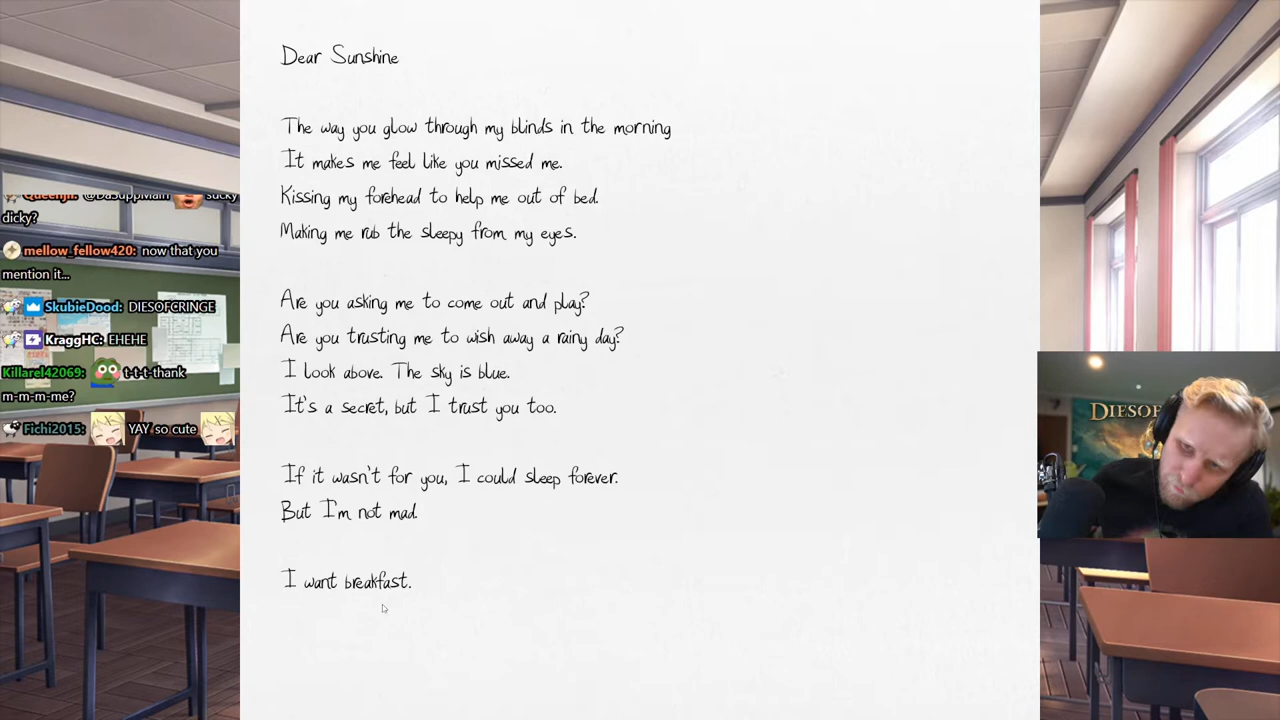 Dear Sunshine
The way you glow through my blinds in the morning
It makes me feel like you missed me.
Kissing my forehead to help me out of bed.
Making me rub the sleepy from my eyes.
Are you asking me to come out and play?
Are you trusting me to wish away a rainy day?
I look above. The sky is blue.
It's a secret, but I trust you too.
If it wasn't for you, I could sleep forever.
But I'm not mad.
I want breakfast.
Queenjii: @DaSuppMain sucky
dicky?
mellow_fellow420: now that you
mention it...
SkubieDood: DIESOFCRINGE
KraggHC: EHEHE
Killarel42069: t-t-t-thank
m-m-m-me?
Fichi2015: YAY so cute
DIESOF